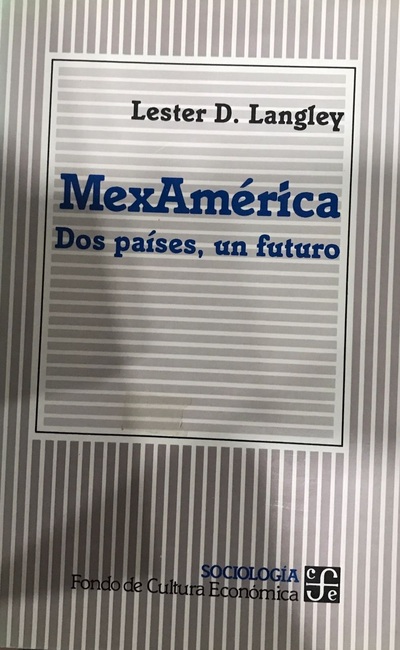 Lester D. Langley
MexAmérica
Dos países, un futuro
SOCIOLOGÍA
Fondo de Cultura Económica
cfe